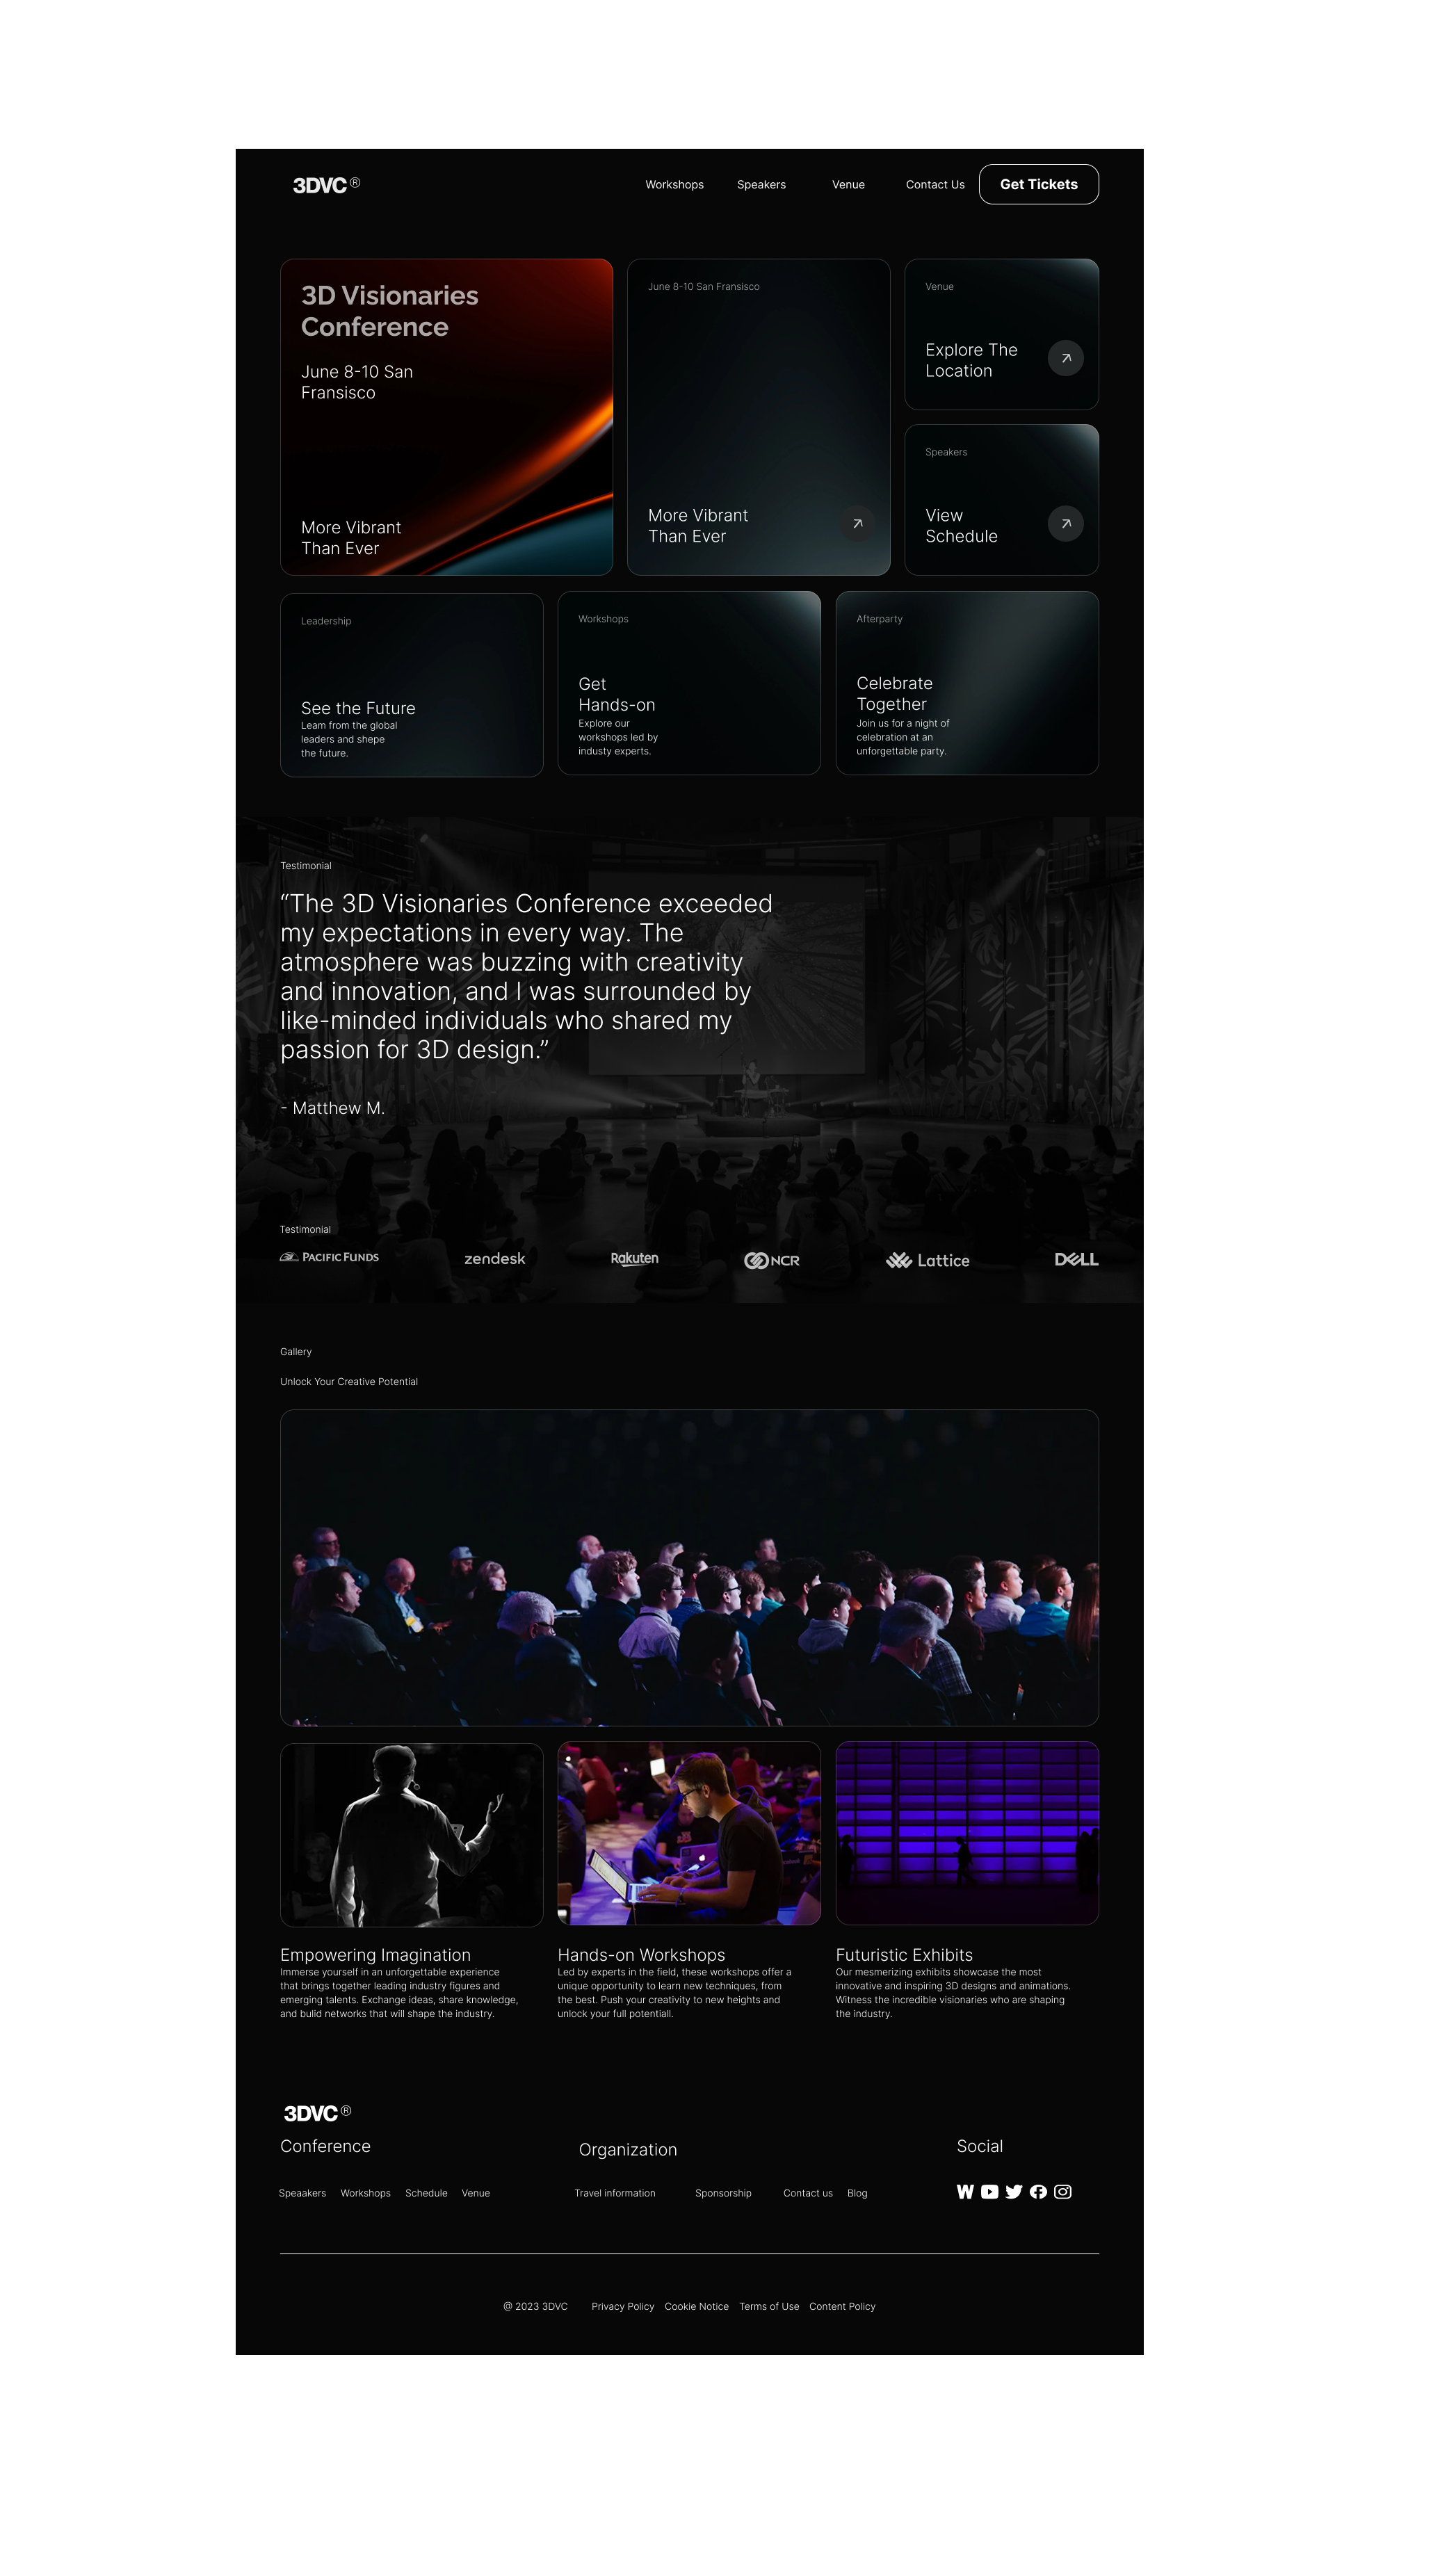 3DVC ®
Workshops
Speakers
Venue
Contact Us
Get Tickets
3D Visionaries
Conference
June 8-10 San
Fransisco
More Vibrant
Than Ever
June 8-10 San Fransisco
More Vibrant
Than Ever
Venue
Explore The
Location
Speakers
View
Schedule
Leadership
See the Future
Leam from the global
leaders and shepe
the future.
Workshops
Get
Hands-on
Explore our
workshops led by
industy experts.
Afterparty
Celebrate
Together
Join us for a night of
celebration at an
unforgettable party.
Testimonial
“The 3D Visionaries Conference exceeded
my expectations in every way. The
atmosphere was buzzing with creativity
and innovation, and I was surrounded by
like-minded individuals who shared my
passion for 3D design.”
- Matthew M.
Testimonial
PACIFIC FUNDS
zendesk
Rakuten
NCR
Lattice
DELL
Gallery
Unlock Your Creative Potential
Empowering Imagination
Immerse yourself in an unforgettable experience
that brings together leading industry figures and
emerging talents. Exchange ideas, share knowledge,
and bulid networks that will shape the industry.
Hands-on Workshops
Led by experts in the field, these workshops offer a
unique opportunity to learn new techniques, from
the best. Push your creativity to new heights and
unlock your full potentiall.
Futuristic Exhibits
Our mesmerizing exhibits showcase the most
innovative and inspiring 3D designs and animations.
Witness the incredible visionaries who are shaping
the industry.
3DVC ®
Conference
Speaakers
Workshops
Schedule
Venue
Organization
Travel information
Sponsorship
Contact us
Blog
Social
@ 2023 3DVC
Privacy Policy
Cookie Notice
Terms of Use
Content Policy